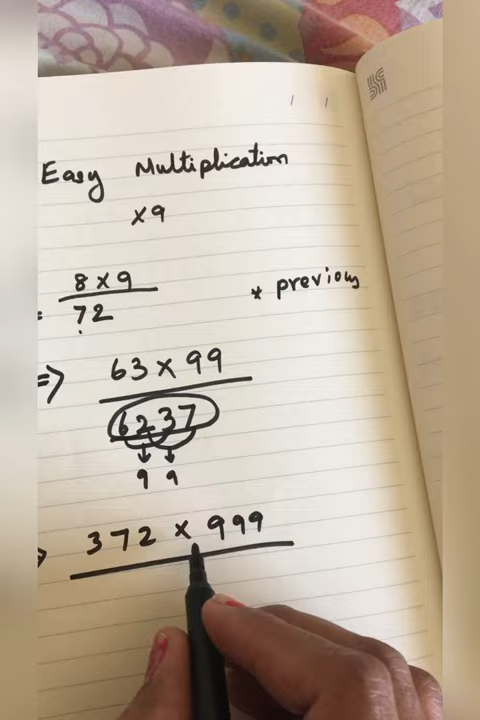 Easy Multiplication
×9
8×9
= 72
* previous
=> 63×99
6237
9 9
372 × 999